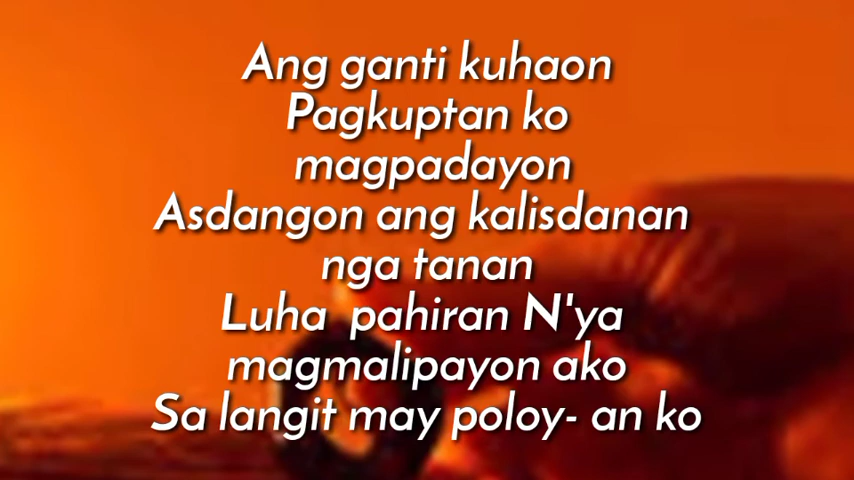 Ang ganti kuhaon
Pagkuptan ko
magpadayon
Asdangon ang kalisdanan
nga tanan
Luha pahiran N'ya
magmalipayon ako
Sa langit may poloy- an ko